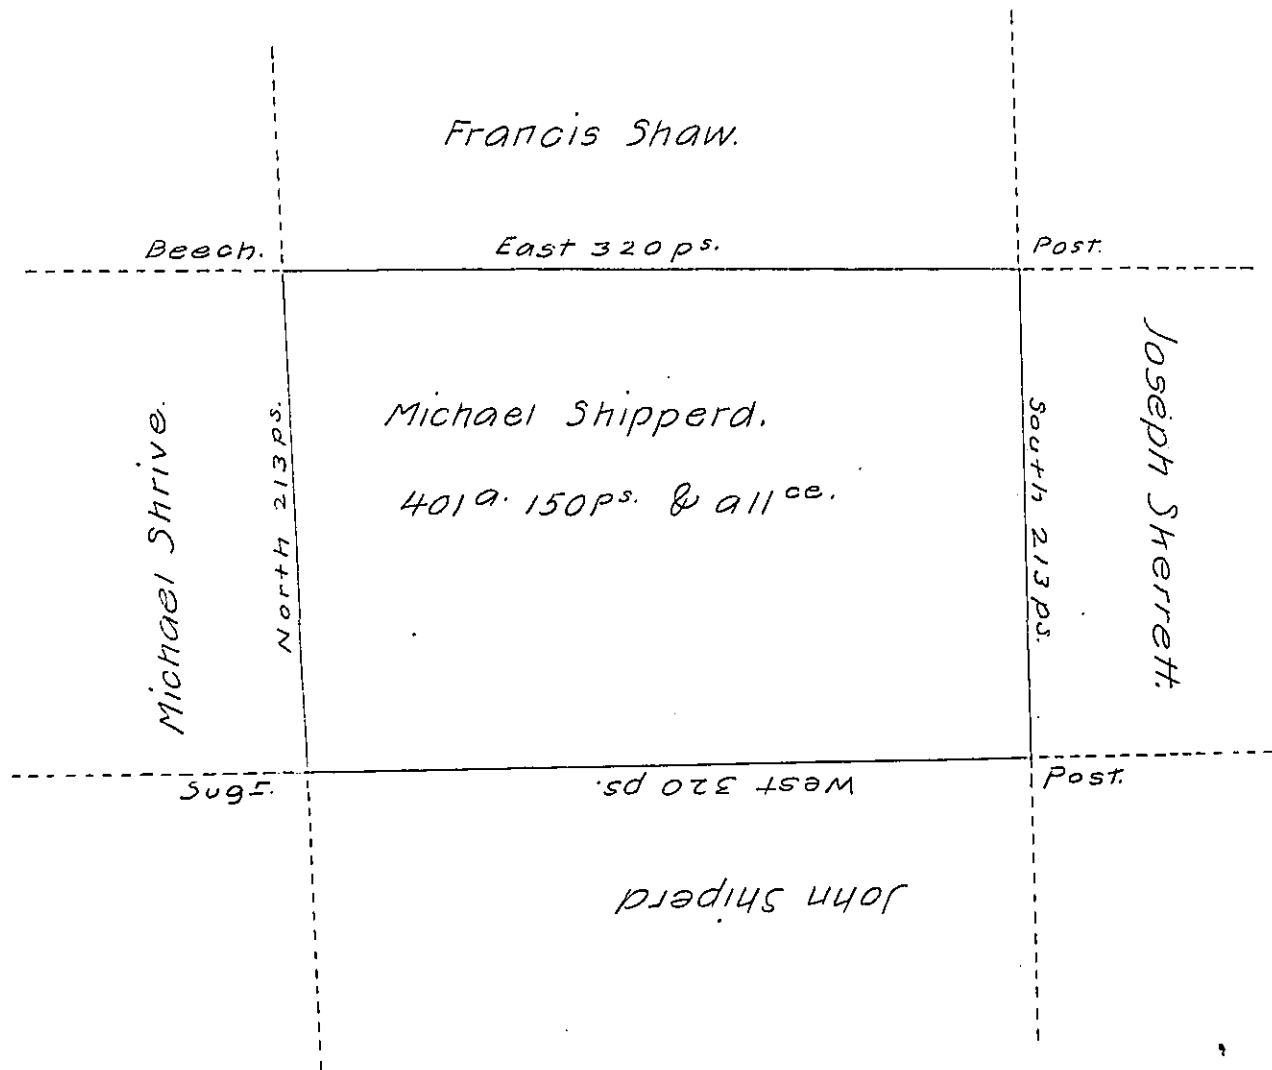 Francis Shaw.
Beech.
East 320 ps.
Post.
Michael Shrive.
North 213 ps.
Michael Shipperd.
401a. 150ps. & allce.
South 213 ps.
Joseph Sherrett.
Sugr.
West 320 ps.
Post.
John Shiperd